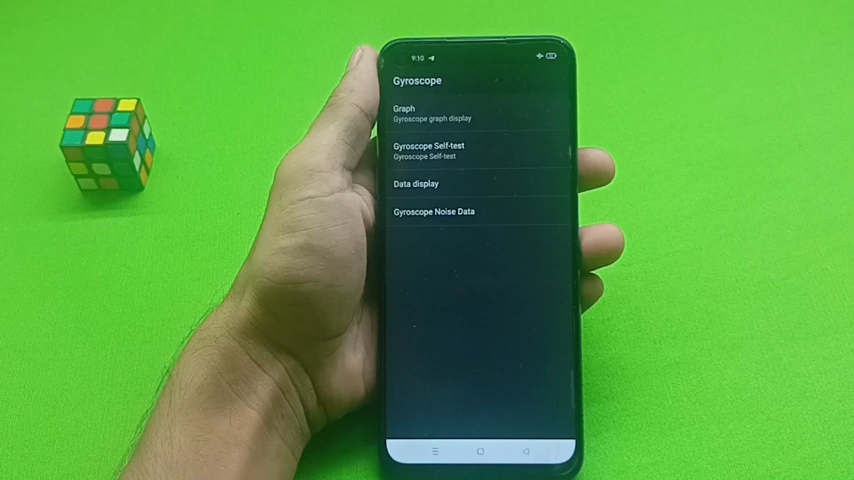 9:10
Gyroscope
Graph
Gyroscope graph display
Gyroscope Self-test
Gyroscope Self-test
Data display
Gyroscope Noise Data